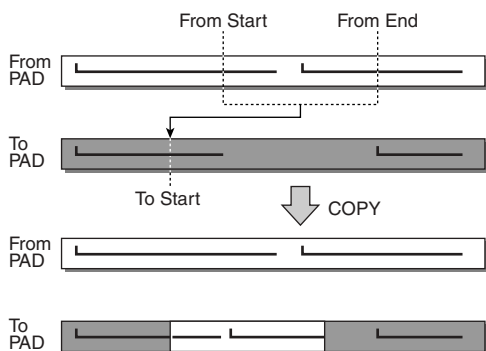 From Start From End
From
PAD
To
PAD
To Start
COPY
From
PAD
To
PAD